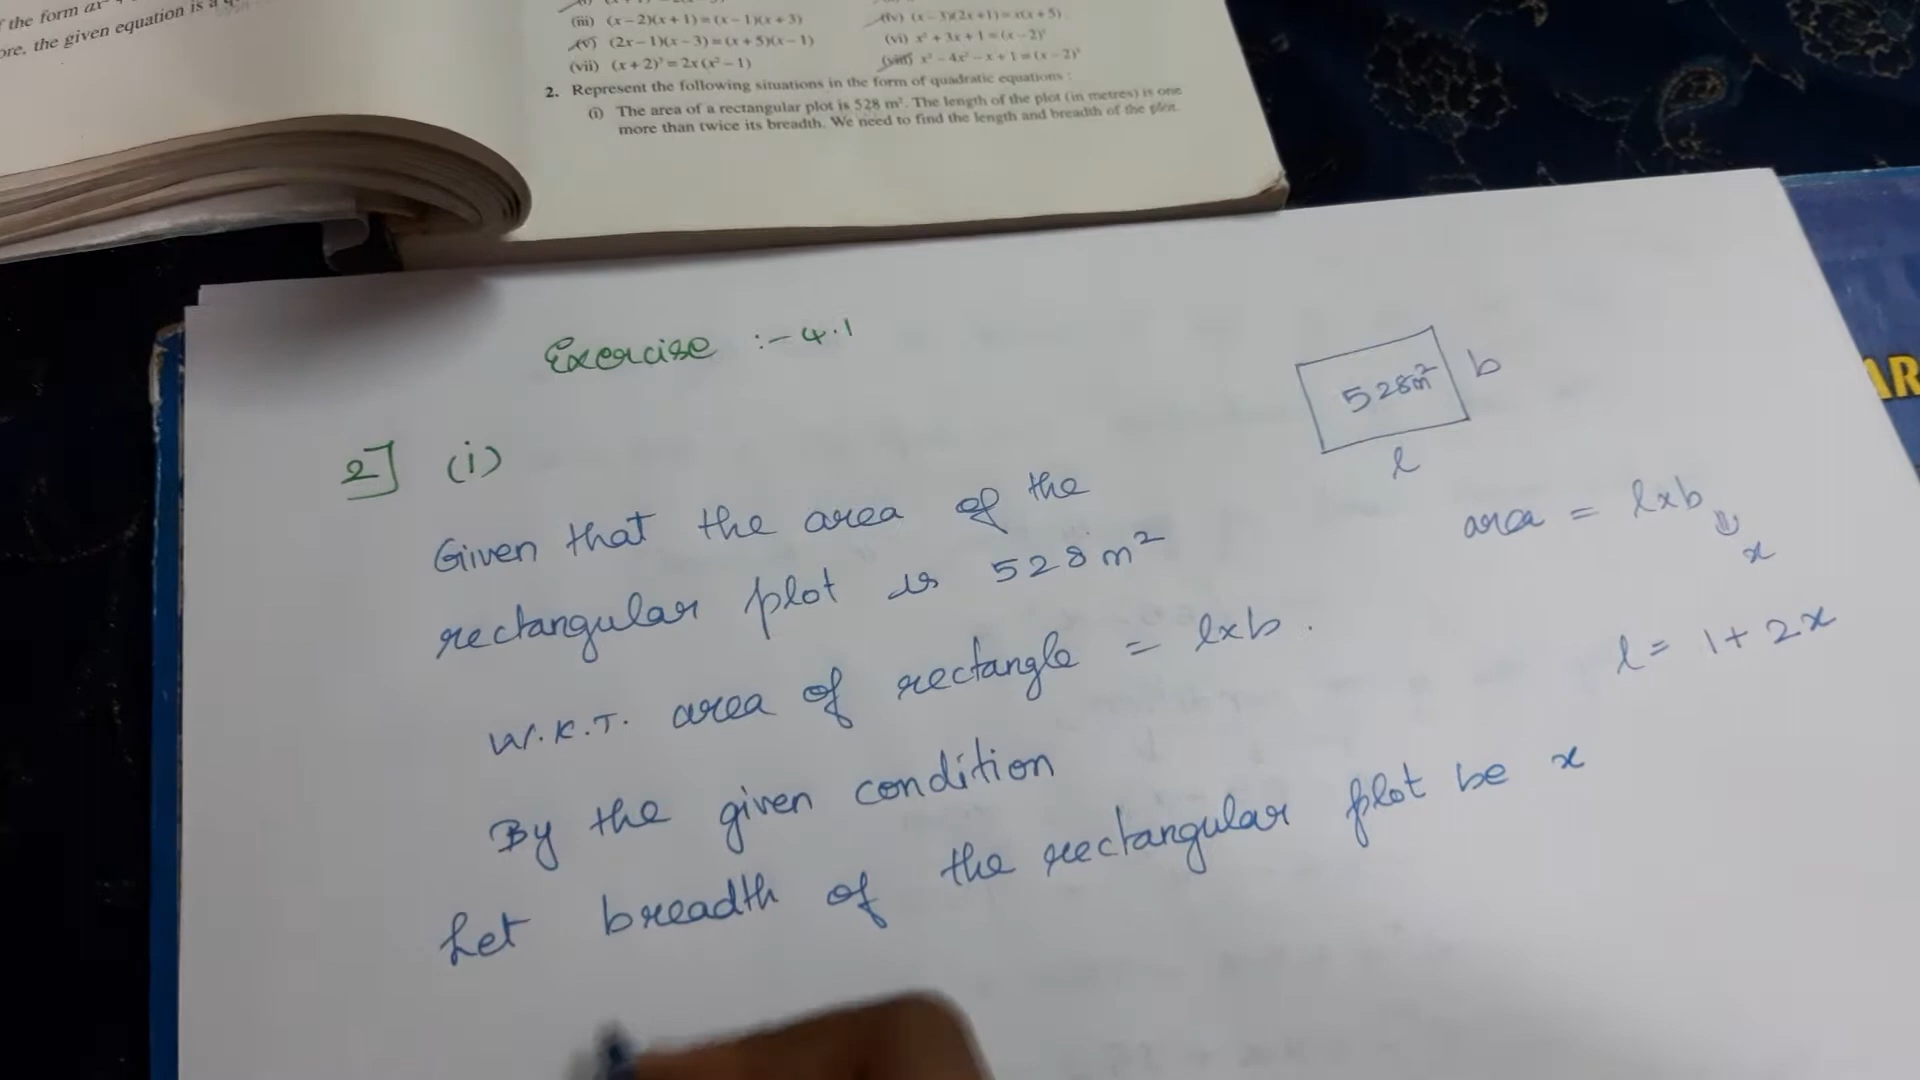 the form ax
ore, the given equation is a
(iii) (x – 2)(x + 1) = (x – 1)(x + 3)
(iv) (x – 3)(2x + 1) = x(x + 5)
(v) (2x – 1)(x – 3) = (x + 5)(x – 1)
(vi) x² + 3x + 1 = (x – 2)²
(vii) (x + 2)³ = 2x (x² – 1)
(viii) x³ – 4x² – x + 1 = (x – 2)³
2. Represent the following situations in the form of quadratic equations :
(i) The area of a rectangular plot is 528 m². The length of the plot (in metres) is one
more than twice its breadth. We need to find the length and breadth of the plot.
Exercise :- 4.1
528m² b
l
2] (i)
Given that the area of the
rectangular plot is 528 m²
area = l×b
x
W.K.T. area of rectangle = l×b.
l = 1 + 2x
By the given condition
Let breadth of the rectangular plot be x
AR